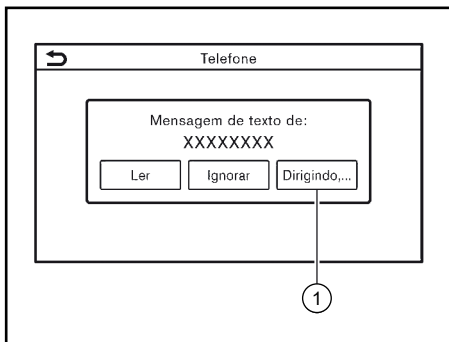 Telefone
Mensagem de texto de:
XXXXXXXX
Ler Ignorar Dirigindo,...
1